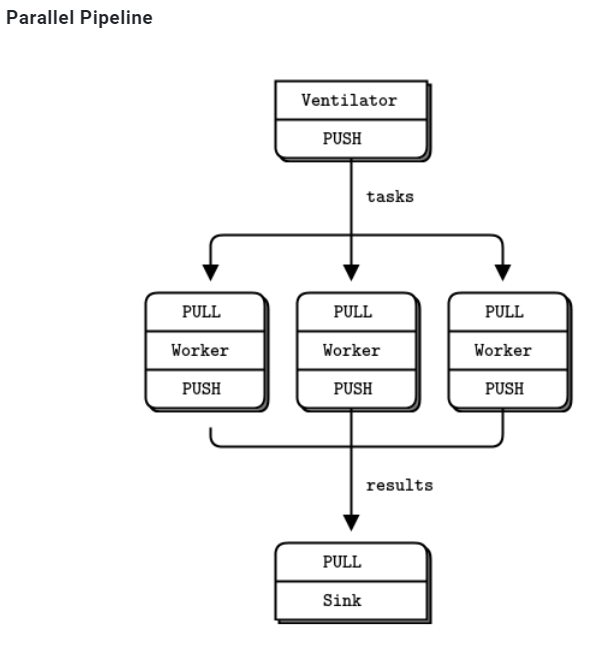 Parallel Pipeline
Ventilator
PUSH
tasks
PULL PULL PULL
Worker Worker Worker
PUSH PUSH PUSH
results
PULL
Sink